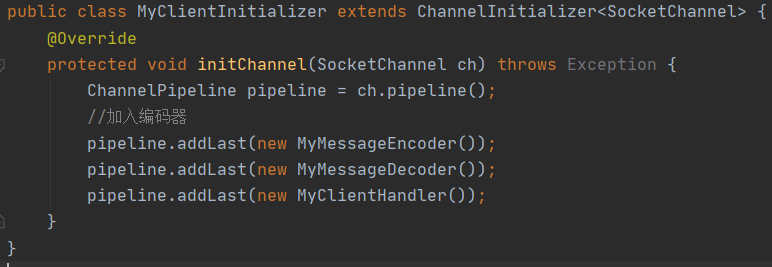 public class MyClientInitializer extends ChannelInitializer<SocketChannel> {
    @Override
    protected void initChannel(SocketChannel ch) throws Exception {
        ChannelPipeline pipeline = ch.pipeline();
        //加入编码器
        pipeline.addLast(new MyMessageEncoder());
        pipeline.addLast(new MyMessageDecoder());
        pipeline.addLast(new MyClientHandler());
    }
}